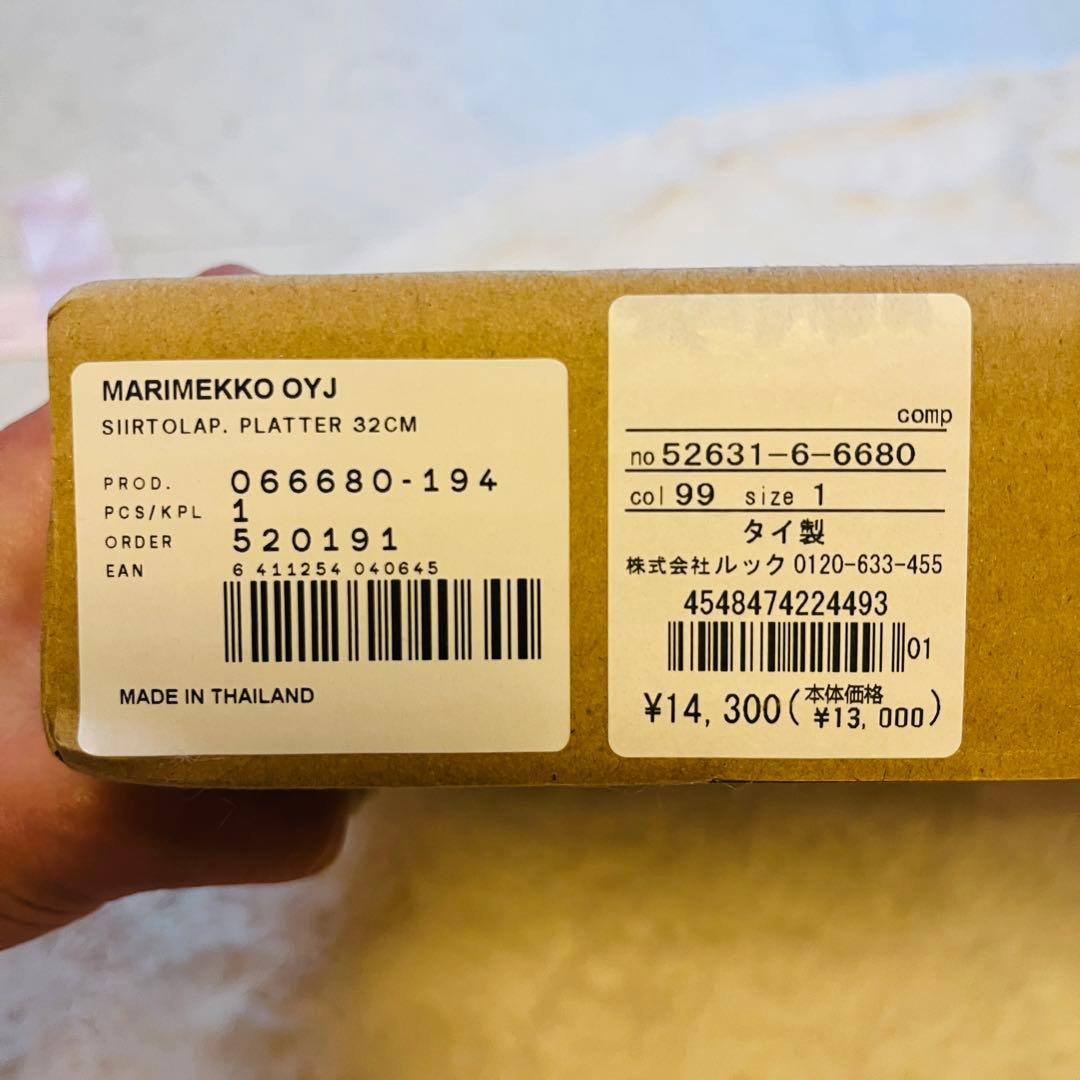 MARIMEKKO OYJ
SIIRTOLAP. PLATTER 32CM
PROD. 066680-194
PCS/KPL 1
ORDER 520191
EAN 6 411254 040645
MADE IN THAILAND
comp
no 52631-6-6680
col 99 size 1
タイ製
株式会社ルック 0120-633-455
4548474224493
01
¥14,300(本体価格 ¥13,000)